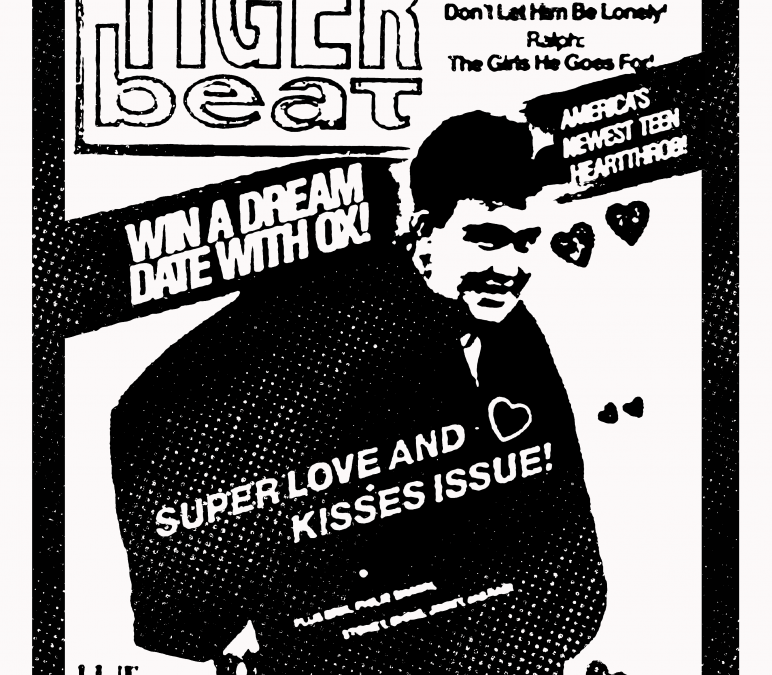 TIGER
beat
Don't Let Him Be Lonely'
Ralph:
The Girls He Goes For!
AMERICA'S
NEWEST TEEN
HEARTTHROB!
WIN A DREAM
DATE WITH OX!
SUPER LOVE AND
KISSES ISSUE!
PLUS